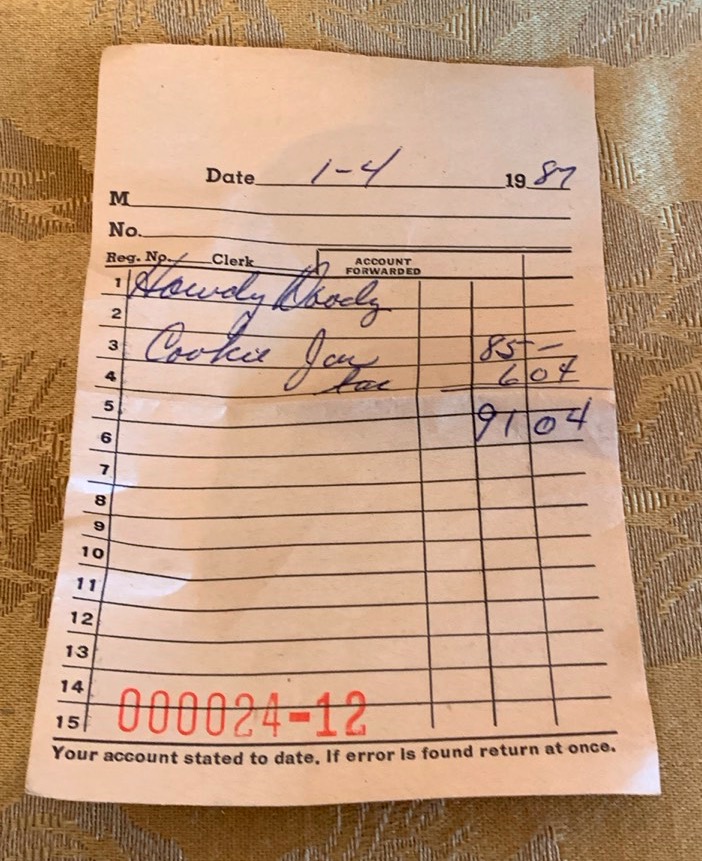 Date 1-4 19 87
M
No.
Reg. No. Clerk ACCOUNT FORWARDED
1 Howdy Doody
2
3 Cookie Jar 85 –
4 tax 6 04
5
6 91 04
7
8
9
10
11
12
13
14
15 000024-12
Your account stated to date. If error is found return at once.